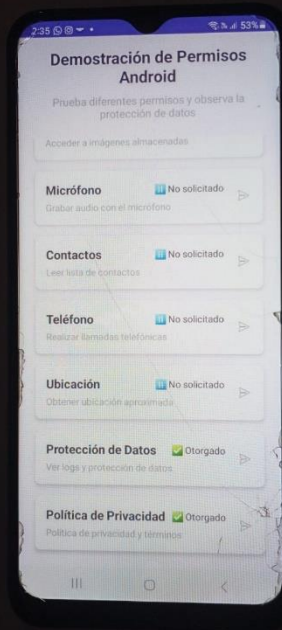 2:35
53%
Demostración de Permisos
Android
Prueba diferentes permisos y observa la
protección de datos
Acceder a imágenes almacenadas
Micrófono No solicitado
Grabar audio con el micrófono
Contactos No solicitado
Leer lista de contactos
Teléfono No solicitado
Realizar llamadas telefónicas
Ubicación No solicitado
Obtener ubicación aproximada
Protección de Datos Otorgado
Ver logs y protección de datos
Política de Privacidad Otorgado
Política de privacidad y términos